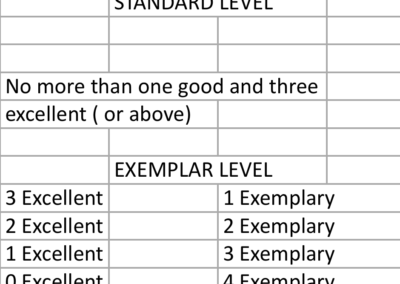 STANDARD LEVEL
No more than one good and three
excellent ( or above)
EXEMPLAR LEVEL
3 Excellent 1 Exemplary
2 Excellent 2 Exemplary
1 Excellent 3 Exemplary
0 Excellent 4 Exemplary